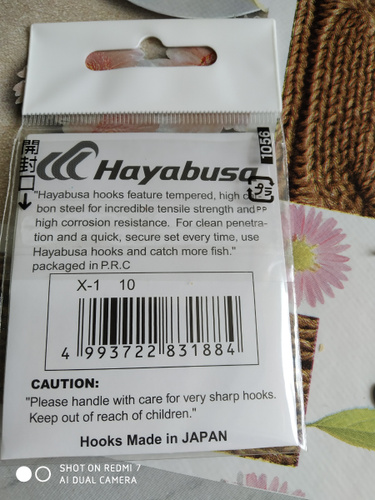 1056
開封口
Hayabusa
プラ
PP
"Hayabusa hooks feature tempered, high
bon steel for incredible tensile strength and
high corrosion resistance. For clean penetra-
tion and a quick, secure set every time, use
Hayabusa hooks and catch more fish."
packaged in P.R.C
X-1 10
4 993722 831884
CAUTION:
"Please handle with care for very sharp hooks.
Keep out of reach of children."
Hooks Made in JAPAN
SHOT ON REDMI 7
AI DUAL CAMERA